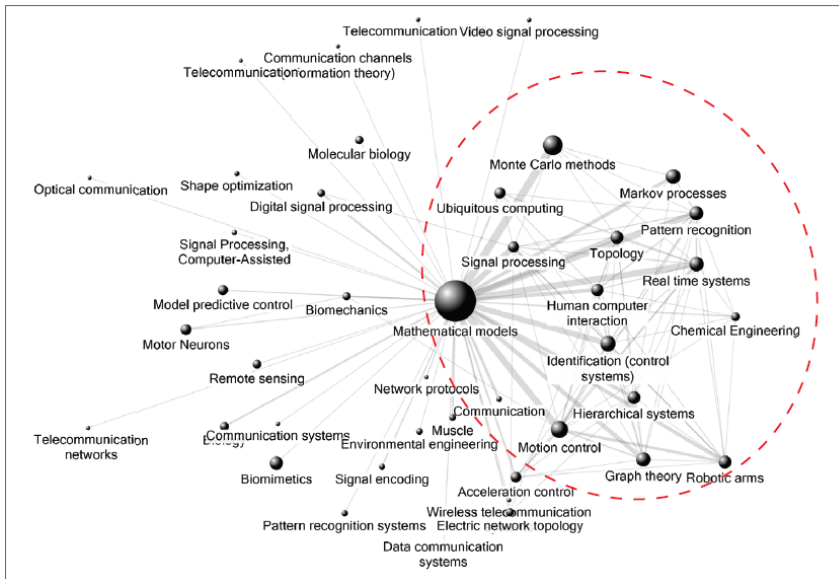 Telecommunication
Video signal processing
Communication channels
Telecommunication
ormation theory)
Molecular biology
Monte Carlo methods
Optical communication
Shape optimization
Markov processes
Digital signal processing
Ubiquitous computing
Pattern recognition
Signal Processing,
Computer-Assisted
Signal processing
Topology
Real time systems
Model predictive control
Biomechanics
Human computer
interaction
Mathematical models
Chemical Engineering
Motor Neurons
Identification (control
systems)
Remote sensing
Network protocols
Communication
Hierarchical systems
Telecommunication
networks
Communication systems
Muscle
Environmental engineering
Motion control
Biomimetics
Signal encoding
Acceleration control
Graph theory
Robotic arms
Pattern recognition systems
Wireless telecommunication
Electric network topology
Data communication
systems